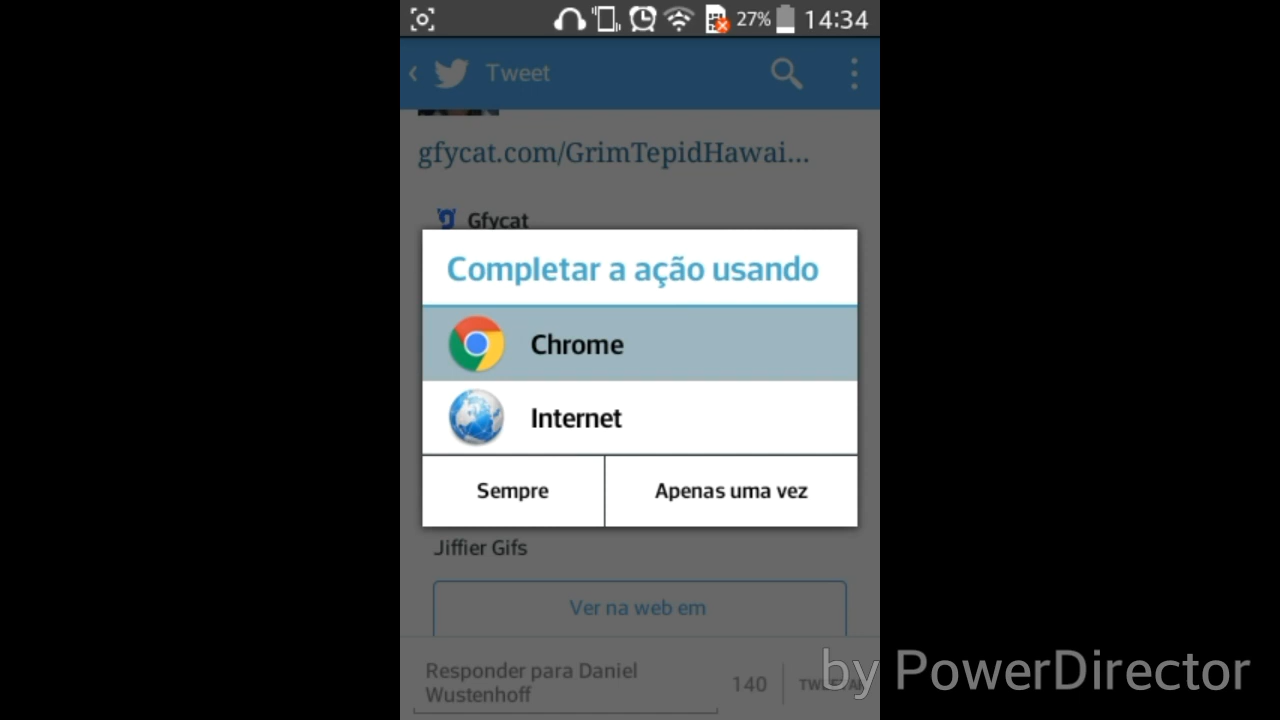 27% 14:34
Tweet
gfycat.com/GrimTepidHawai...
Gfycat
Completar a ação usando
Chrome
Internet
Sempre
Apenas uma vez
Jiffier Gifs
Ver na web em
Responder para Daniel
Wustenhoff
140
by PowerDirector